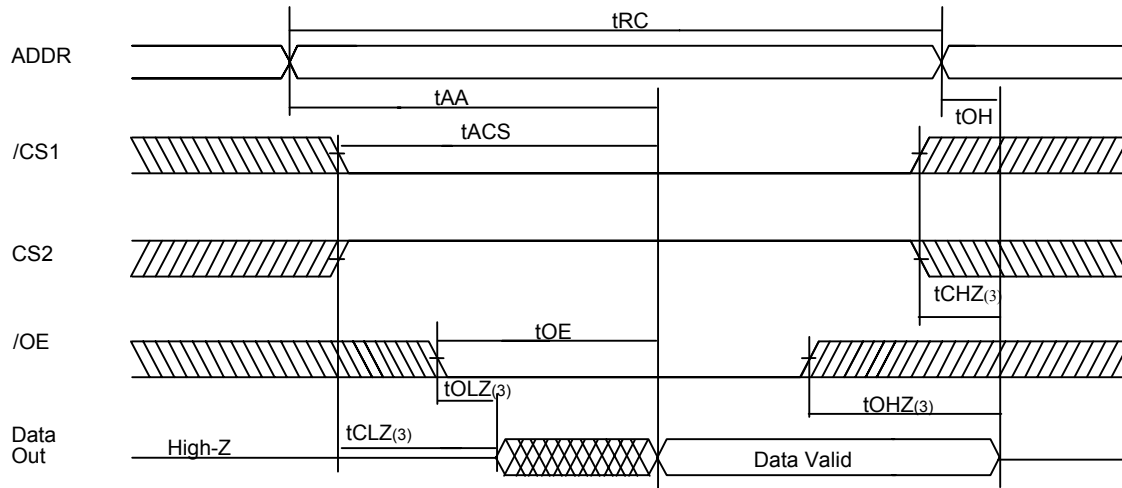 tRC
ADDR
tAA
tOH
tACS
/CS1
CS2
tCHZ(3)
/OE
tOE
tOLZ(3)
tOHZ(3)
tCLZ(3)
Data
Out
High-Z
Data Valid